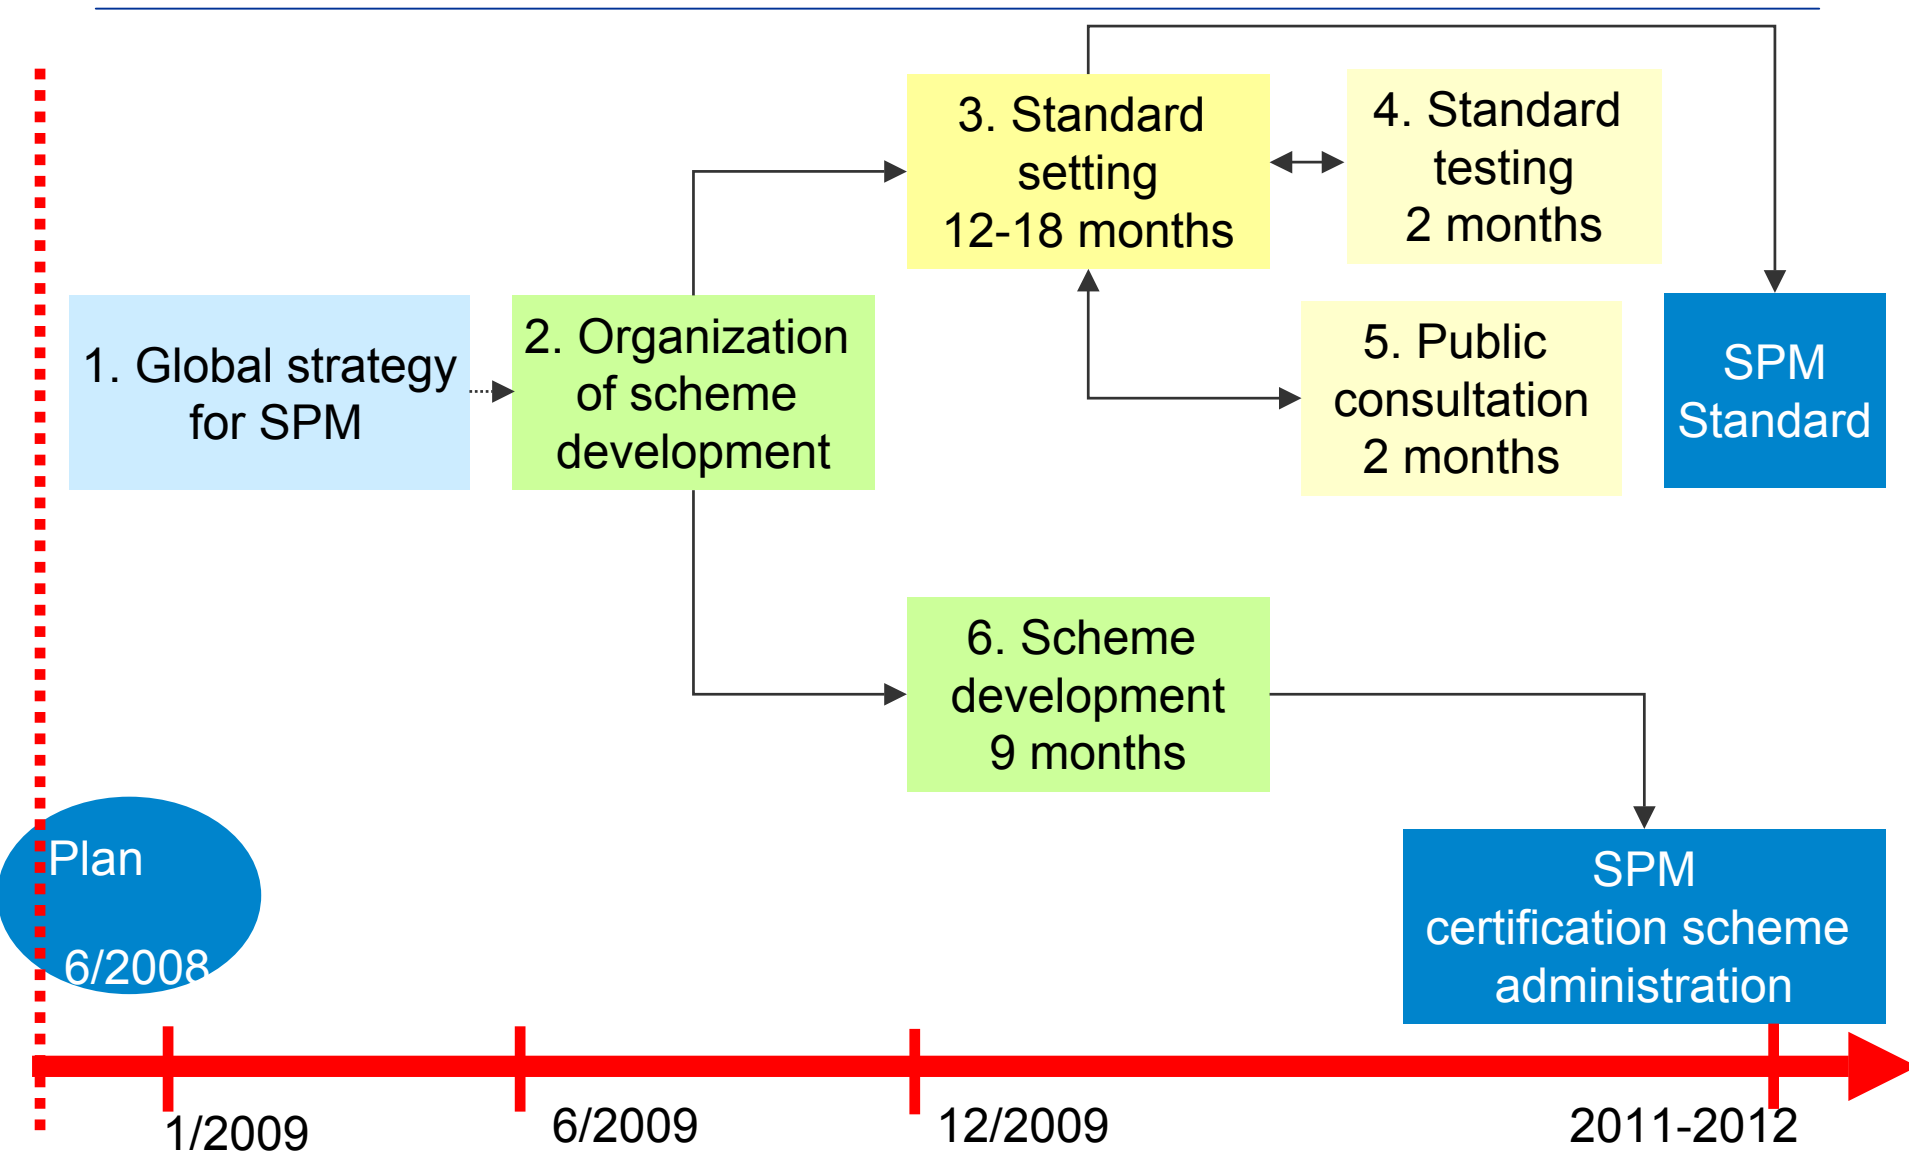 3. Standard
setting
12-18 months
4. Standard
testing
2 months
1. Global strategy
for SPM
2. Organization
of scheme
development
5. Public
consultation
2 months
SPM
Standard
6. Scheme
development
9 months
Plan
6/2008
SPM
certification scheme
administration
1/2009
6/2009
12/2009
2011-2012